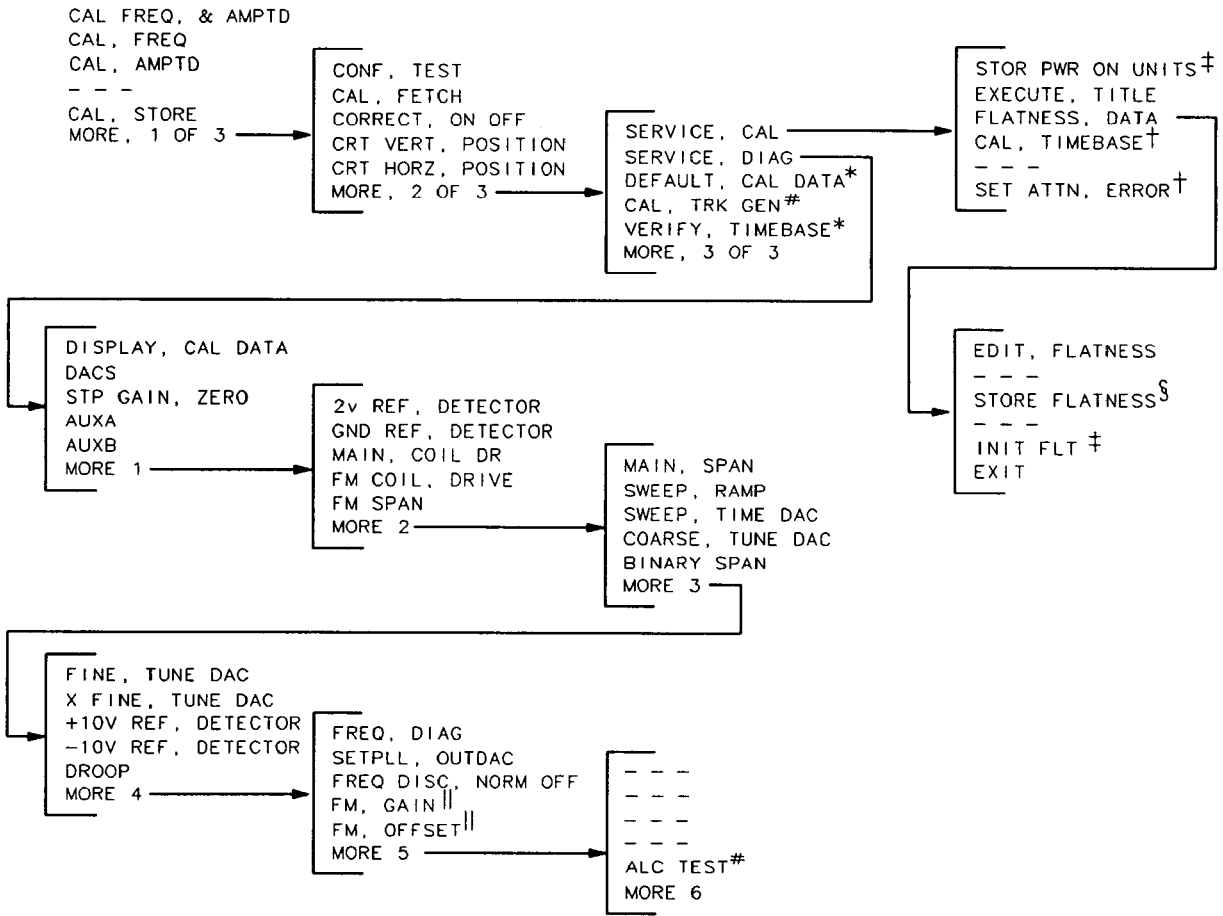 CAL FREQ, & AMPTD
CAL, FREQ
CAL, AMPTD
- - -
CAL, STORE
MORE, 1 OF 3
CONF, TEST
CAL, FETCH
CORRECT, ON OFF
CRT VERT, POSITION
CRT HORZ, POSITION
MORE, 2 OF 3
SERVICE, CAL
SERVICE, DIAG
DEFAULT, CAL DATA*
CAL, TRK GEN#
VERIFY, TIMEBASE*
MORE, 3 OF 3
STOR PWR ON UNITS‡
EXECUTE, TITLE
FLATNESS, DATA
CAL, TIMEBASE†
- - -
SET ATTN, ERROR†
EDIT, FLATNESS
- - -
STORE FLATNESS§
- - -
INIT FLT ‡
EXIT
DISPLAY, CAL DATA
DACS
STP GAIN, ZERO
AUXA
AUXB
MORE 1
2v REF, DETECTOR
GND REF, DETECTOR
MAIN, COIL DR
FM COIL, DRIVE
FM SPAN
MORE 2
MAIN, SPAN
SWEEP, RAMP
SWEEP, TIME DAC
COARSE, TUNE DAC
BINARY SPAN
MORE 3
FINE, TUNE DAC
X FINE, TUNE DAC
+10V REF, DETECTOR
-10V REF, DETECTOR
DROOP
MORE 4
FREQ, DIAG
SETPLL, OUTDAC
FREQ DISC, NORM OFF
FM, GAIN||
FM, OFFSET||
MORE 5
- - -
- - -
- - -
- - -
ALC TEST#
MORE 6